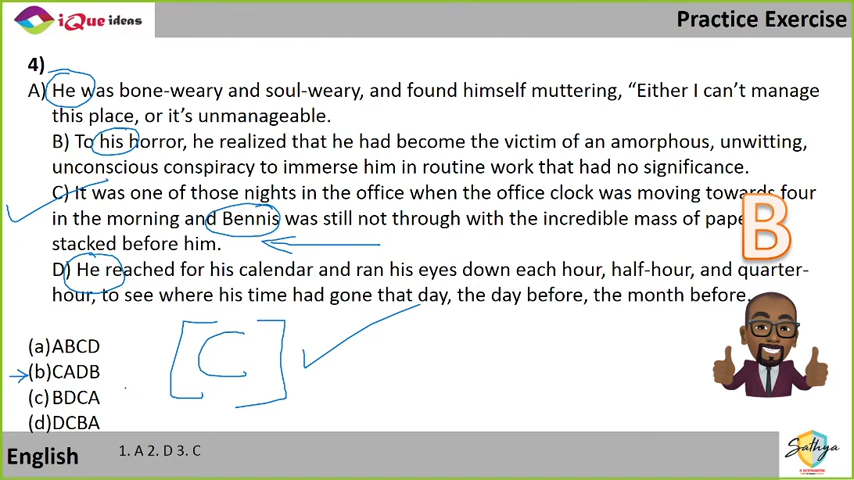 iQue ideas
Practice Exercise
4)
A) He was bone-weary and soul-weary, and found himself muttering, “Either I can’t manage
this place, or it’s unmanageable.
B) To his horror, he realized that he had become the victim of an amorphous, unwitting,
unconscious conspiracy to immerse him in routine work that had no significance.
C) It was one of those nights in the office when the office clock was moving towards four
in the morning and Bennis was still not through with the incredible mass of
stacked before him.
D) He reached for his calendar and ran his eyes down each hour, half-hour, and quarter-
hour, to see where his time had gone that day, the day before, the month before.
B
C
(a)ABCD
(b)CADB
(c)BDCA
(d)DCBA
English
1. A 2. D 3. C
Sathya